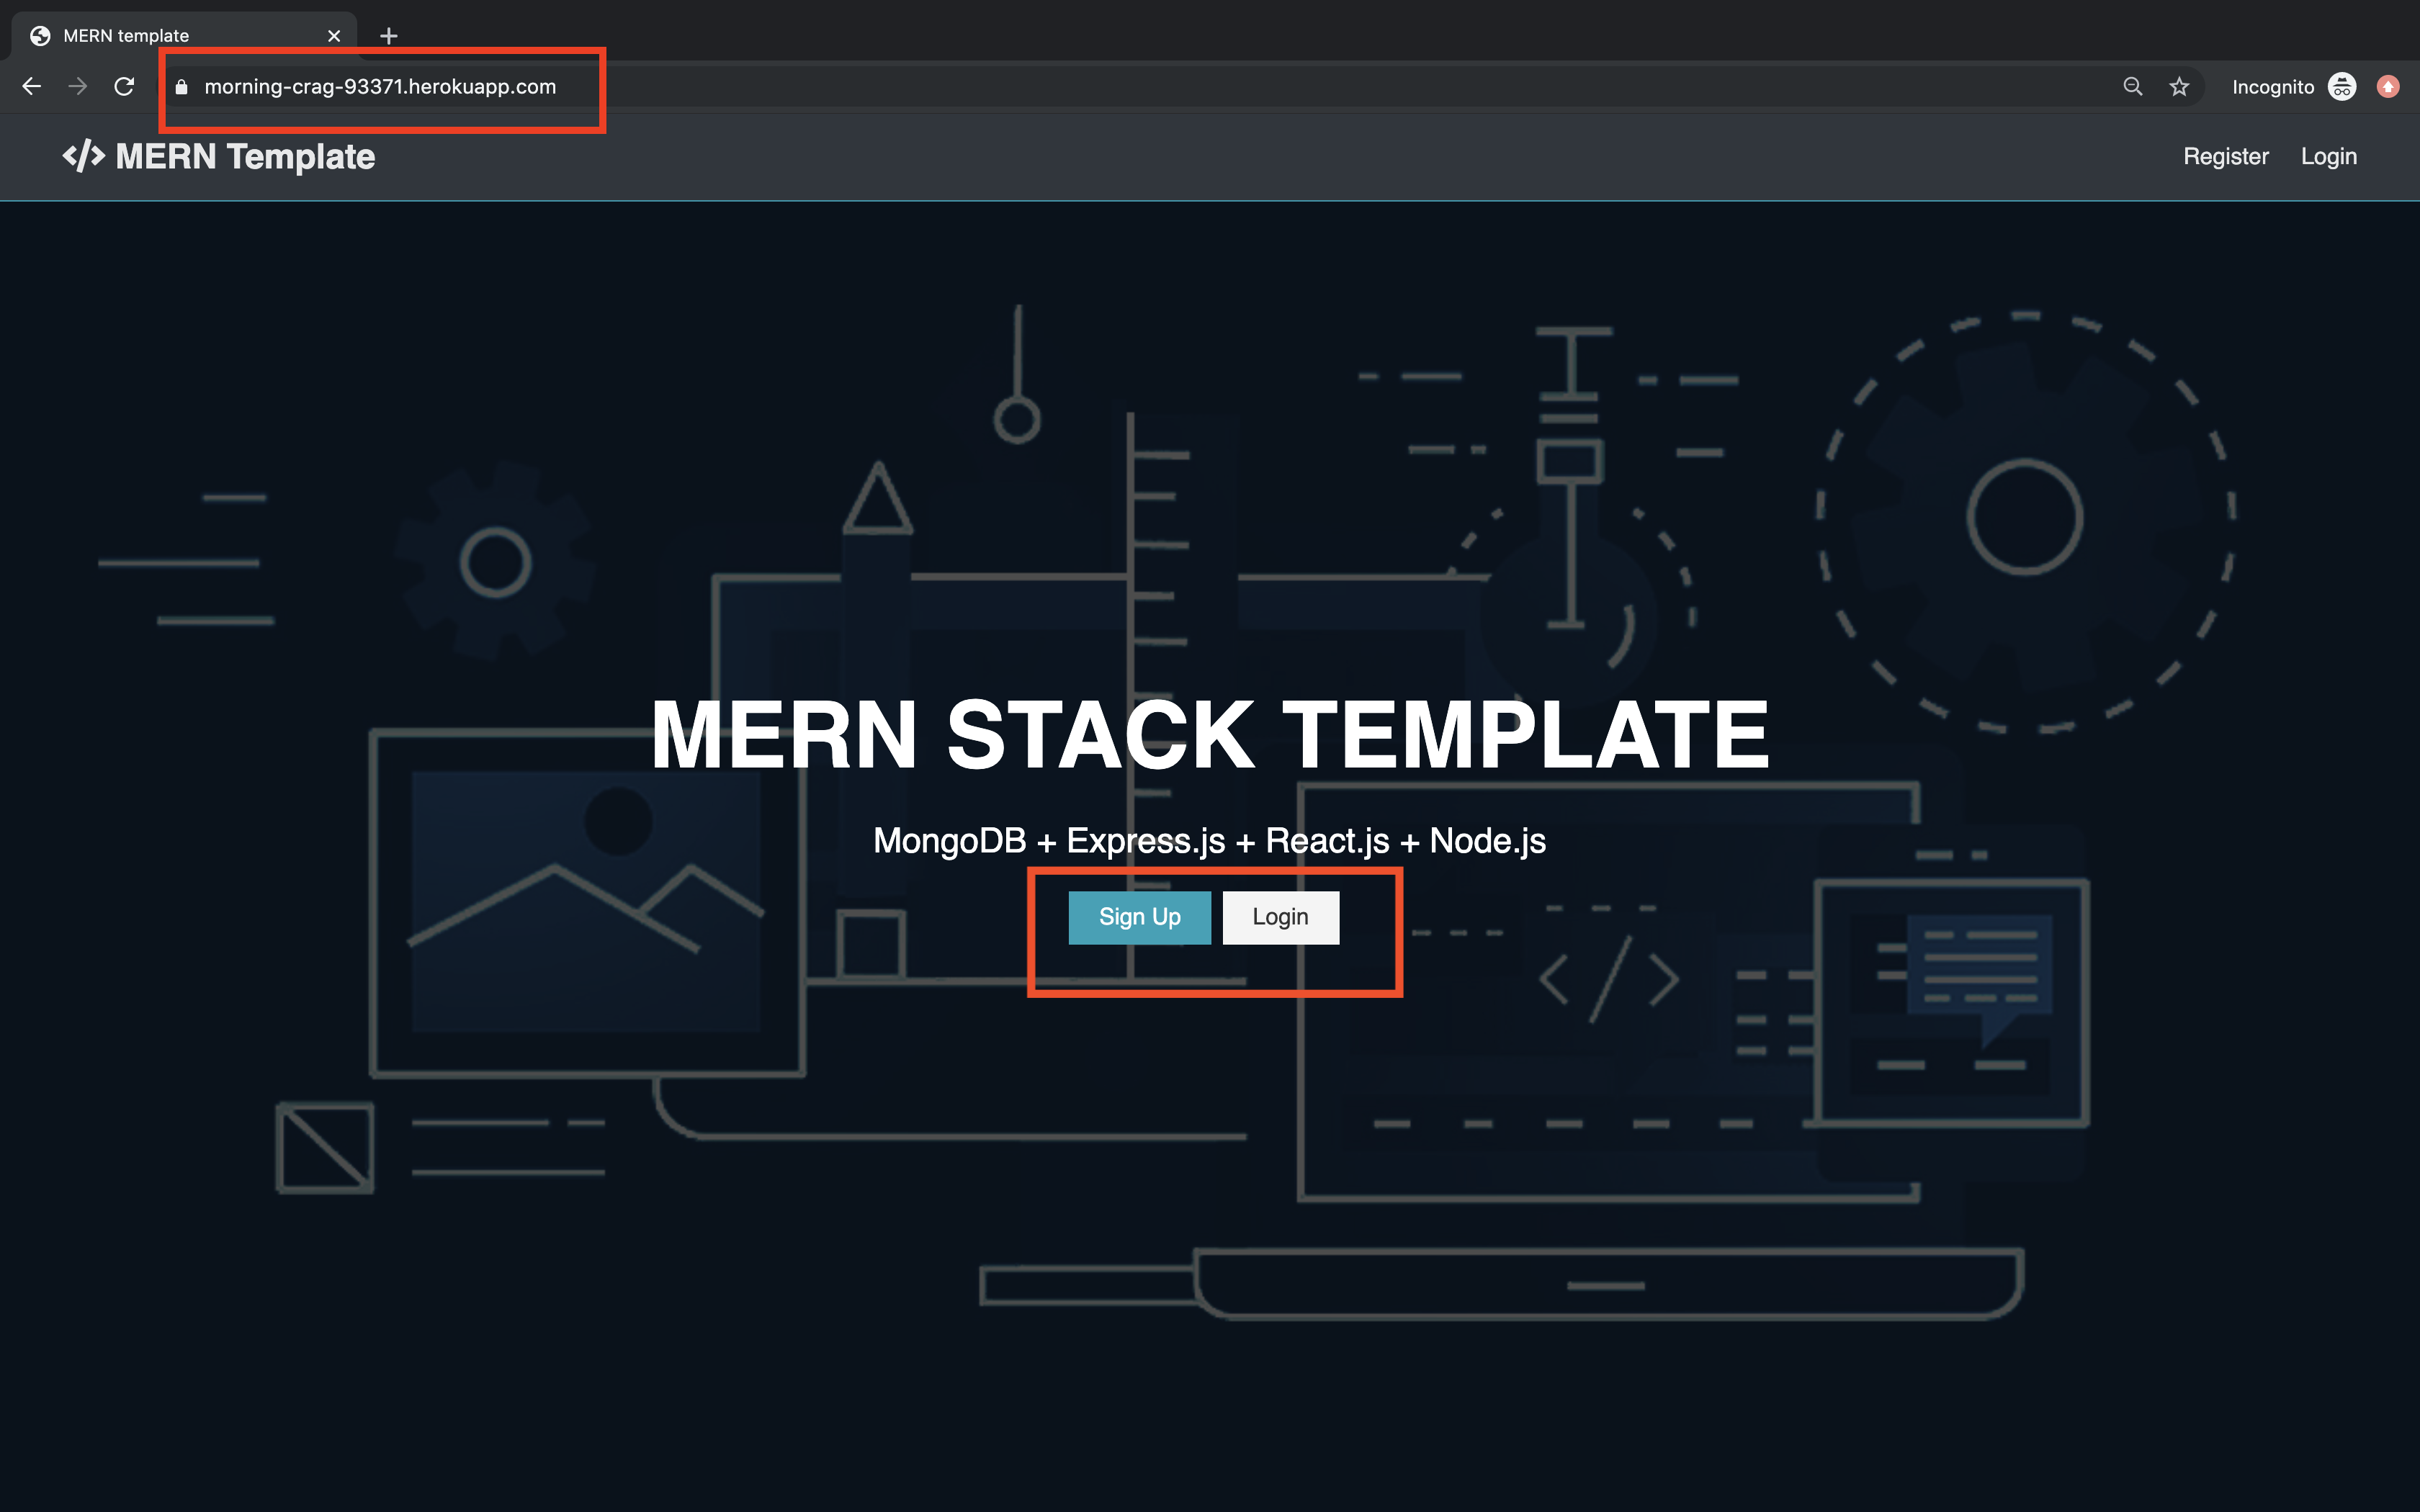 MERN template
morning-crag-93371.herokuapp.com
Incognito
</> MERN Template
Register
Login
MERN STACK TEMPLATE
MongoDB + Express.js + React.js + Node.js
Sign Up
Login
</>